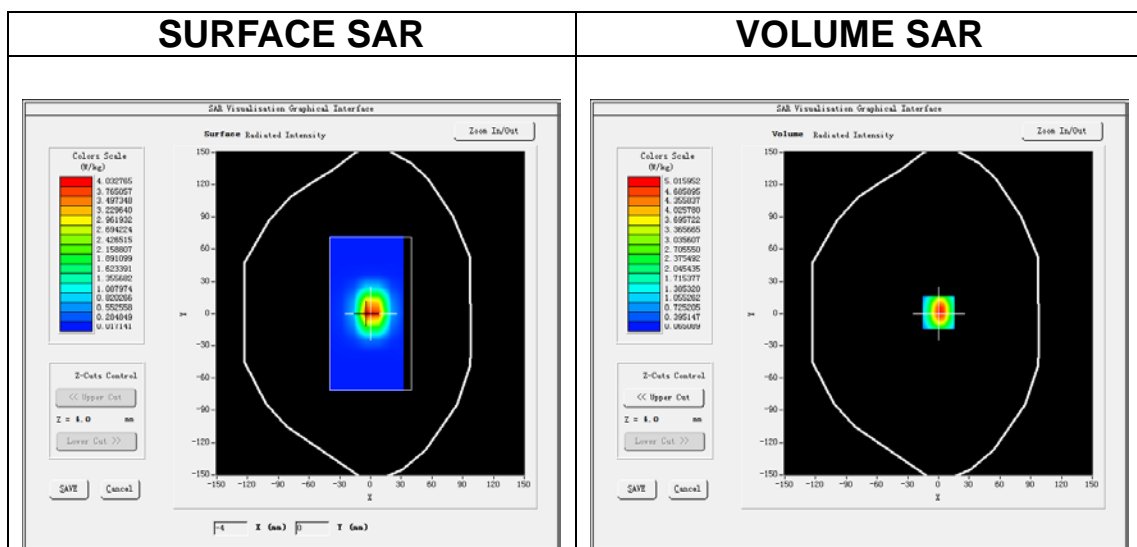 SURFACE SAR
VOLUME SAR
SAR Visualisation Graphical Interface
Surface Radiated Intensity
Zoom In/Out
Colors Scale
(W/kg)
4.032765
3.765057
3.497348
3.229640
2.961932
2.694224
2.426515
2.158807
1.891099
1.623391
1.355682
1.087974
0.820266
0.552558
0.284849
0.017141
Z-Cuts Control
<< Upper Cut
Z = 4.0 mm
Lower Cut >>
SAVE
Cancel
150
120
90
60
30
0
-30
-60
-90
-120
-150
Y
-150 -120 -90 -60 -30 0 30 60 90 120 150
X
-4 X (mm) 0 Y (mm)
SAR Visualisation Graphical Interface
Volume Radiated Intensity
Zoom In/Out
Colors Scale
(W/kg)
5.015952
4.685895
4.355837
4.025780
3.695722
3.365665
3.035607
2.705550
2.375492
2.045435
1.715377
1.385320
1.055262
0.725205
0.395147
0.065089
Z-Cuts Control
<< Upper Cut
Z = 4.0 mm
Lower Cut >>
SAVE
Cancel
150
120
90
60
30
0
-30
-60
-90
-120
-150
Y
-150 -120 -90 -60 -30 0 30 60 90 120 150
X